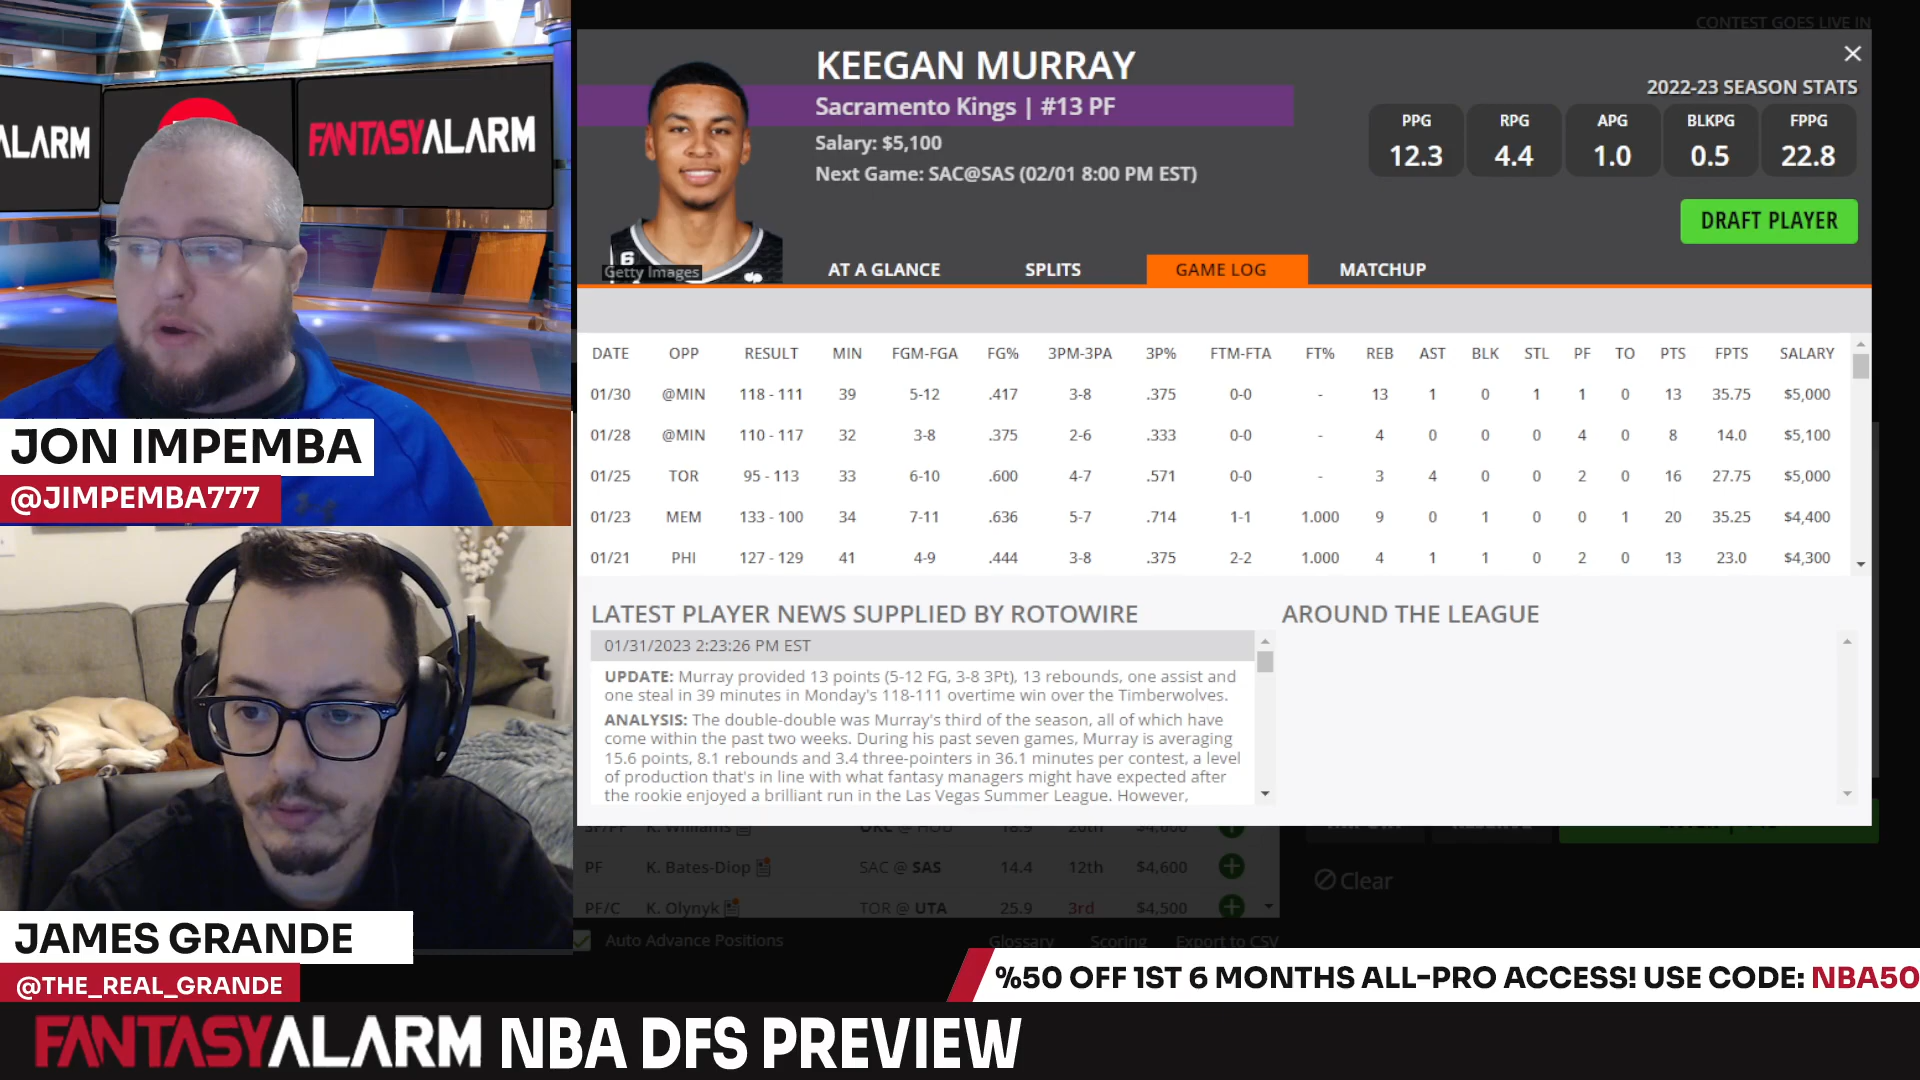 CONTEST GOES LIVE IN
ALARM
FANTASYALARM
JON IMPEMBA
@JIMPEMBA777
JAMES GRANDE
@THE_REAL_GRANDE
KEEGAN MURRAY
Sacramento Kings | #13 PF
Salary: $5,100
Next Game: SAC@SAS (02/01 8:00 PM EST)
Getty Images
2022-23 SEASON STATS
PPG RPG APG BLKPG FPPG
12.3 4.4 1.0 0.5 22.8
DRAFT PLAYER
AT A GLANCE SPLITS GAME LOG MATCHUP
DATE OPP RESULT MIN FGM-FGA FG% 3PM-3PA 3P% FTM-FTA FT% REB AST BLK STL PF TO PTS FPTS SALARY
01/30 @MIN 118 - 111 39 5-12 .417 3-8 .375 0-0 - 13 1 0 1 1 0 13 35.75 $5,000
01/28 @MIN 110 - 117 32 3-8 .375 2-6 .333 0-0 - 4 0 0 0 4 0 8 14.0 $5,100
01/25 TOR 95 - 113 33 6-10 .600 4-7 .571 0-0 - 3 4 0 0 2 0 16 27.75 $5,000
01/23 MEM 133 - 100 34 7-11 .636 5-7 .714 1-1 1.000 9 0 1 0 0 1 20 35.25 $4,400
01/21 PHI 127 - 129 41 4-9 .444 3-8 .375 2-2 1.000 4 1 1 0 2 0 13 23.0 $4,300
LATEST PLAYER NEWS SUPPLIED BY ROTOWIRE
AROUND THE LEAGUE
01/31/2023 2:23:26 PM EST
UPDATE: Murray provided 13 points (5-12 FG, 3-8 3Pt), 13 rebounds, one assist and
one steal in 39 minutes in Monday's 118-111 overtime win over the Timberwolves.
ANALYSIS: The double-double was Murray's third of the season, all of which have
come within the past two weeks. During his past seven games, Murray is averaging
15.6 points, 8.1 rebounds and 3.4 three-pointers in 36.1 minutes per contest, a level
of production that's in line with what fantasy managers might have expected after
the rookie enjoyed a brilliant run in the Las Vegas Summer League. However,
SF/PF K. Williams OKC @ HOU 18.9 20th $4,600
PF K. Bates-Diop SAC @ SAS 14.4 12th $4,600
PF/C K. Olynyk TOR @ UTA 25.9 3rd $4,500
Clear
Auto Advance Positions
Glossary Scoring Export to CSV
%50 OFF 1ST 6 MONTHS ALL-PRO ACCESS! USE CODE: NBA50
FANTASYALARM NBA DFS PREVIEW